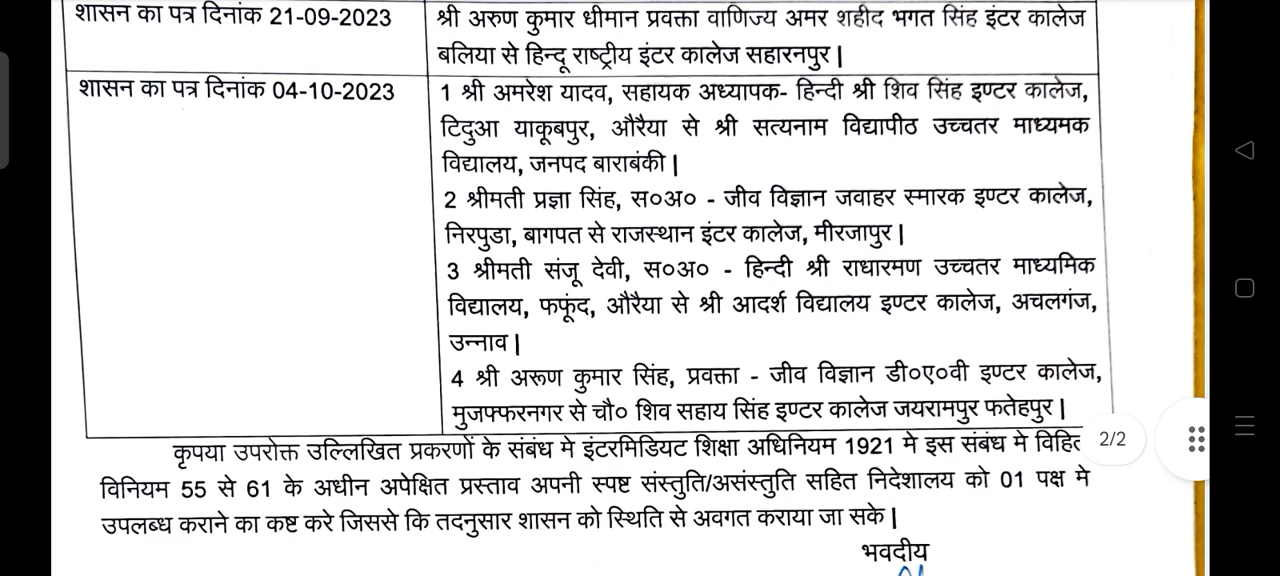 शासन का पत्र दिनांक 21-09-2023
श्री अरुण कुमार धीमान प्रवक्ता वाणिज्य अमर शहीद भगत सिंह इंटर कालेज
बलिया से हिन्दू राष्ट्रीय इंटर कालेज सहारनपुर |
शासन का पत्र दिनांक 04-10-2023
1 श्री अमरेश यादव, सहायक अध्यापक- हिन्दी श्री शिव सिंह इण्टर कालेज,
टिदुआ याकूबपुर, औरैया से श्री सत्यनाम विद्यापीठ उच्चतर माध्यमक
विद्यालय, जनपद बाराबंकी |
2 श्रीमती प्रज्ञा सिंह, स०अ० - जीव विज्ञान जवाहर स्मारक इण्टर कालेज,
निरपुडा, बागपत से राजस्थान इंटर कालेज, मीरजापुर |
3 श्रीमती संजू देवी, स०अ० - हिन्दी श्री राधारमण उच्चतर माध्यमिक
विद्यालय, फफूंद, औरैया से श्री आदर्श विद्यालय इण्टर कालेज, अचलगंज,
उन्नाव |
4 श्री अरूण कुमार सिंह, प्रवक्ता - जीव विज्ञान डी०ए०वी इण्टर कालेज,
मुजफ्फरनगर से चौ० शिव सहाय सिंह इण्टर कालेज जयरामपुर फतेहपुर |
कृपया उपरोक्त उल्लिखित प्रकरणों के संबंध मे इंटरमिडियट शिक्षा अधिनियम 1921 मे इस संबंध मे विहित
विनियम 55 से 61 के अधीन अपेक्षित प्रस्ताव अपनी स्पष्ट संस्तुति/असंस्तुति सहित निदेशालय को 01 पक्ष मे
उपलब्ध कराने का कष्ट करे जिससे कि तदनुसार शासन को स्थिति से अवगत कराया जा सके |
भवदीय
2/2